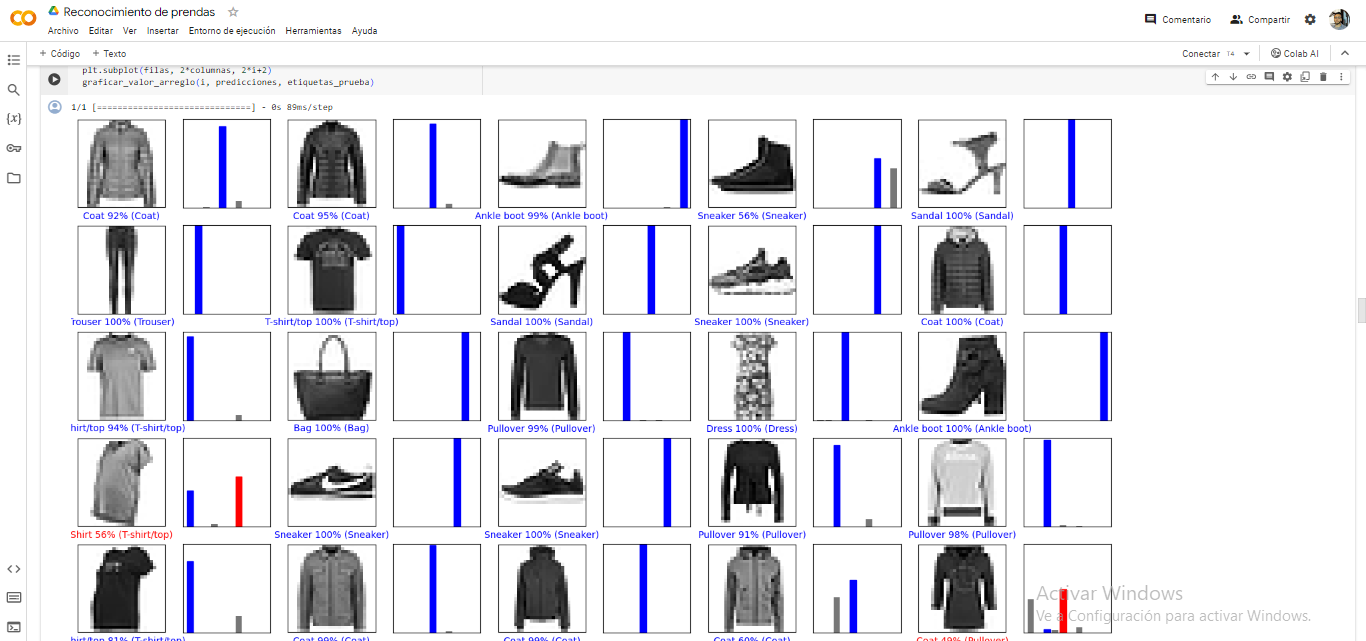 CO Reconocimiento de prendas
Archivo Editar Ver Insertar Entorno de ejecución Herramientas Ayuda
Comentario Compartir
+ Código + Texto
Conectar T4 Colab AI
plt.subplot(filas, 2*columnas, 2*i+2)
graficar_valor_arreglo(i, predicciones, etiquetas_prueba)
{x}
1/1 [==============================] - 0s 89ms/step
Coat 92% (Coat) Coat 95% (Coat) Ankle boot 99% (Ankle boot) Sneaker 56% (Sneaker) Sandal 100% (Sandal)
Trouser 100% (Trouser) T-shirt/top 100% (T-shirt/top) Sandal 100% (Sandal) Sneaker 100% (Sneaker) Coat 100% (Coat)
hirt/top 94% (T-shirt/top) Bag 100% (Bag) Pullover 99% (Pullover) Dress 100% (Dress) Ankle boot 100% (Ankle boot)
Shirt 56% (T-shirt/top) Sneaker 100% (Sneaker) Sneaker 100% (Sneaker) Pullover 91% (Pullover) Pullover 98% (Pullover)
hirt/top 81% (T-shirt/top) Coat 99% (Coat) Coat 99% (Coat) Coat 60% (Coat) Coat 49% (Pullover)
Activar Windows
Ve a Configuración para activar Windows.